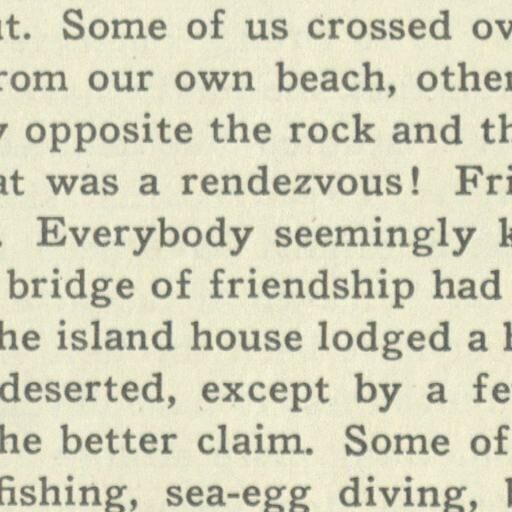 ut. Some of us crossed ov
rom our own beach, other
y opposite the rock and th
at was a rendezvous! Fri
. Everybody seemingly k
bridge of friendship had
he island house lodged a h
deserted, except by a fe
he better claim. Some of
fishing, sea-egg diving,